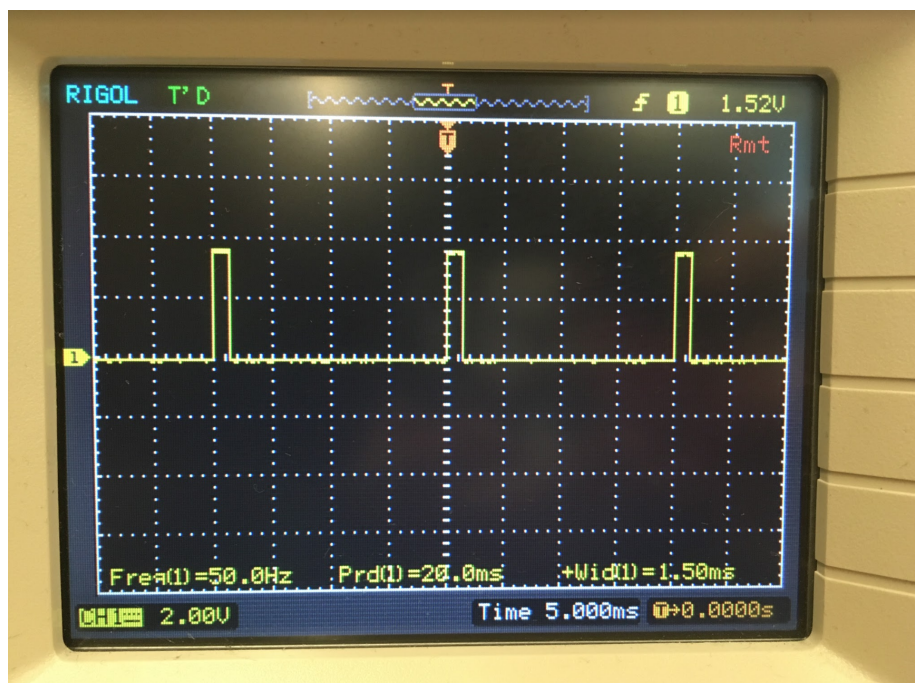 RIGOL T'D T 1 1.52V
T
Rmt
1
Freq(1)=50.0Hz Prd(1)=20.0ms +Wid(1)=1.50ms
CH1 2.00V Time 5.000ms T→0.0000s